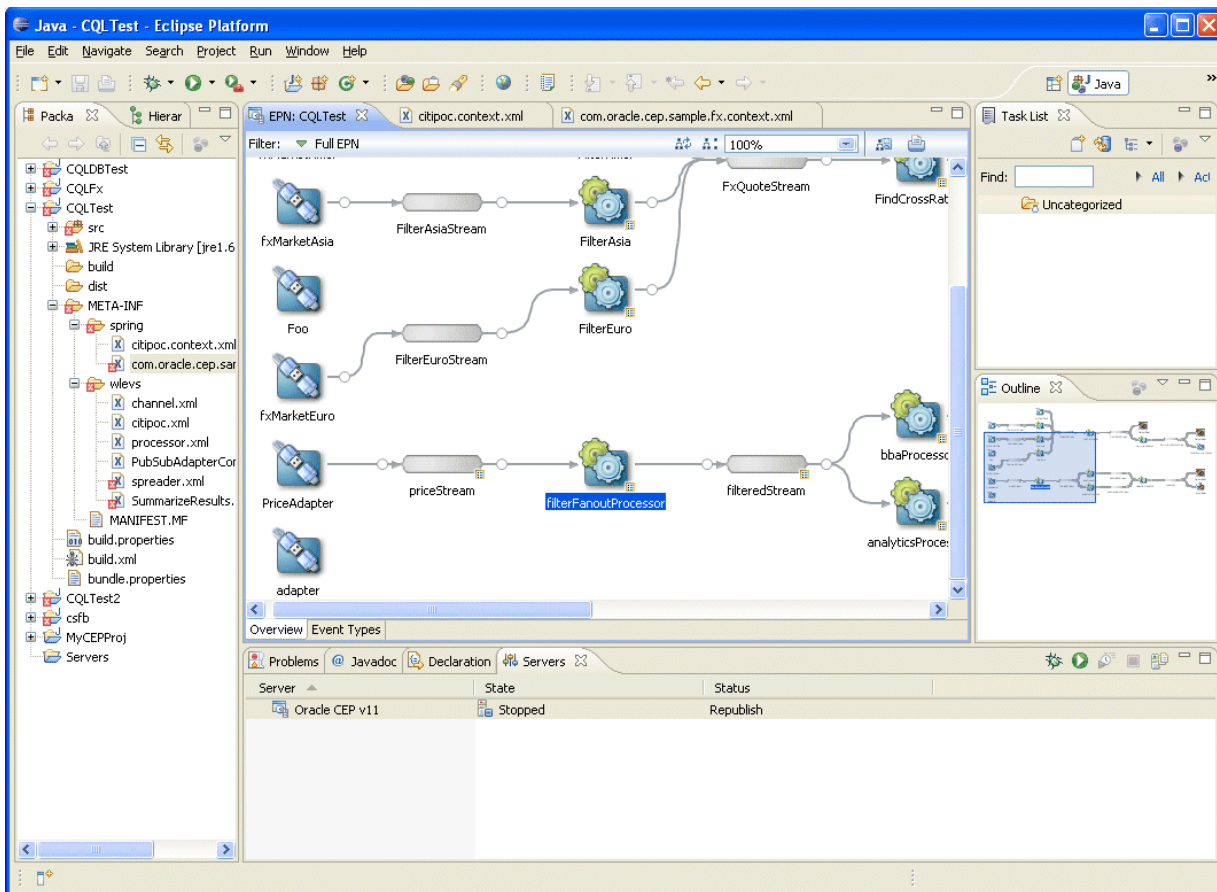 Java - CQLTest - Eclipse Platform
File Edit Navigate Search Project Run Window Help
Java
Packa Hierar
CQLDBTest
CQLFx
CQLTest
src
JRE System Library [jre1.6
build
dist
META-INF
spring
citipoc.context.xml
com.oracle.cep.sar
wlevs
channel.xml
citipoc.xml
processor.xml
PubSubAdapterCor
spreader.xml
SummarizeResults.
MANIFEST.MF
build.properties
build.xml
bundle.properties
CQLTest2
csfb
MyCEPProj
Servers
EPN: CQLTest citipoc.context.xml com.oracle.cep.sample.fx.context.xml
Filter: Full EPN 100%
FxQuoteStream
FindCrossRat
fxMarketAsia
FilterAsiaStream
FilterAsia
Foo
FilterEuro
FilterEuroStream
fxMarketEuro
bbaProcesso
PriceAdapter
priceStream
filterFanoutProcessor
filteredStream
analyticsProces
adapter
Overview Event Types
Task List
Find: All Act
Uncategorized
Outline
Problems @ Javadoc Declaration Servers
Server State Status
Oracle CEP v11 Stopped Republish